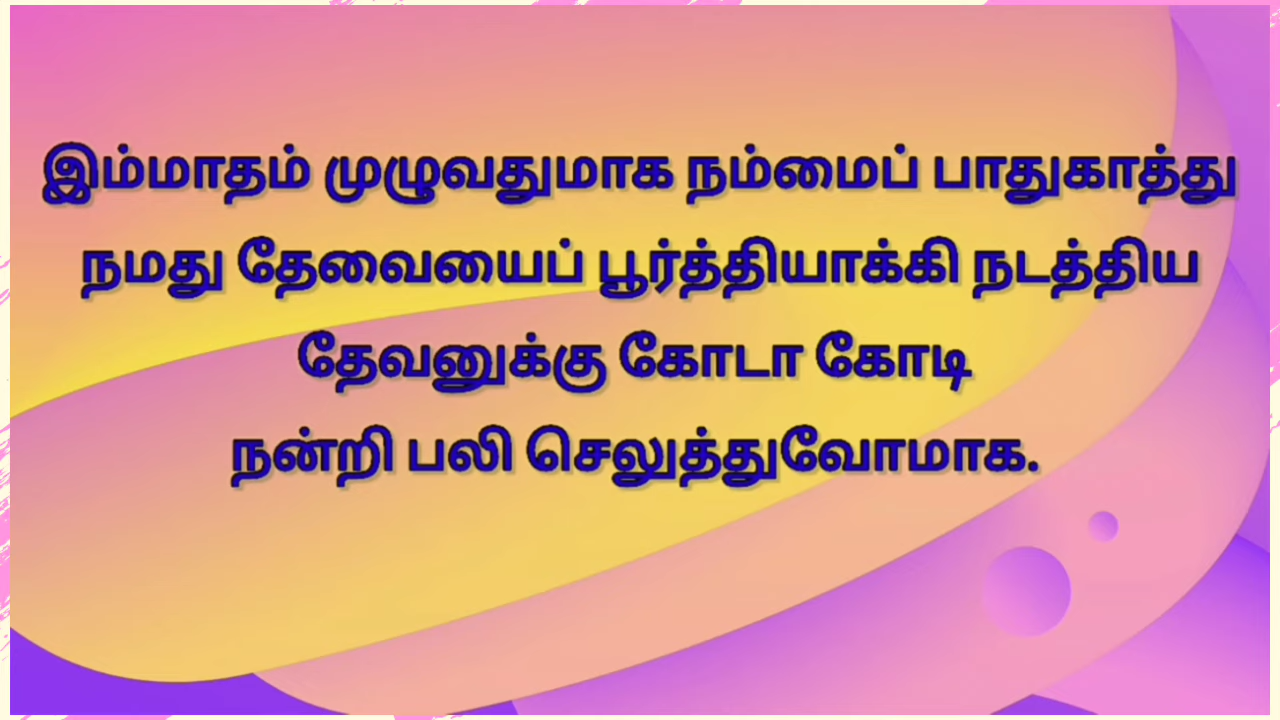 இம்மாதம் முழுவதுமாக நம்மைப் பாதுகாத்து
நமது தேவையைப் பூர்த்தியாக்கி நடத்திய
தேவனுக்கு கோடா கோடி
நன்றி பலி செலுத்துவோமாக.